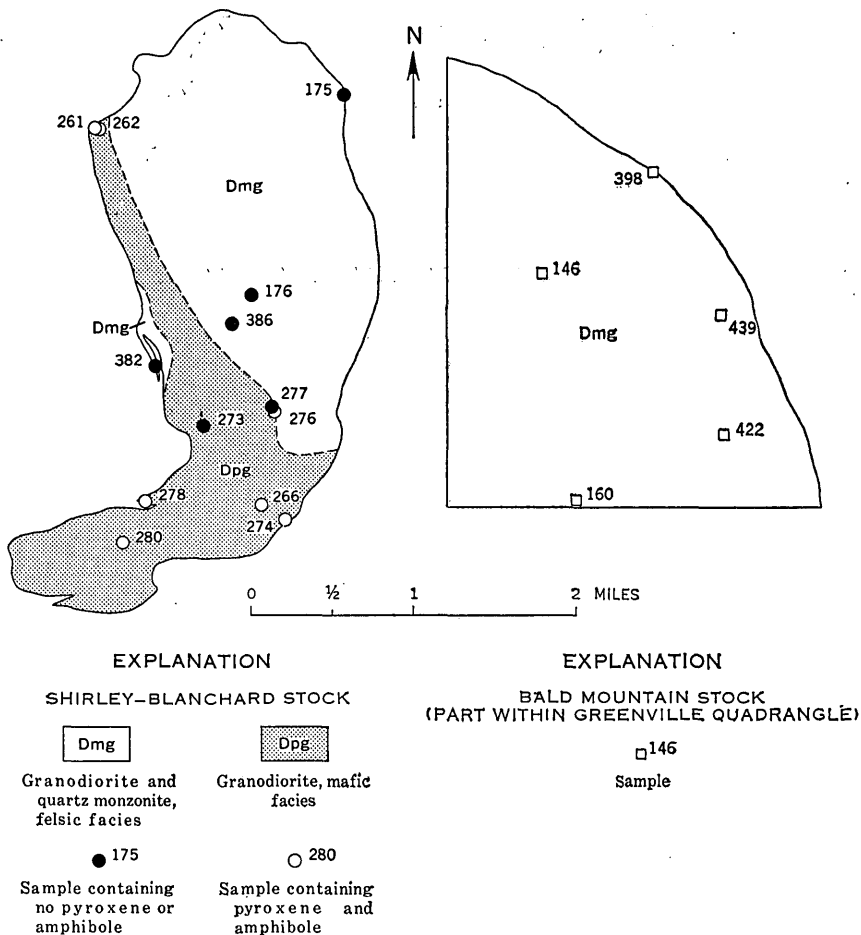 N
175
261
262
398
Dmg
146
176
386
439
Dmg
Dmg
382
277
276
273
422
Dpg
278
266
160
274
280
0 ½ 1 2 MILES
EXPLANATION
SHIRLEY-BLANCHARD STOCK
Dmg
Granodiorite and
quartz monzonite,
felsic facies
Dpg
Granodiorite, mafic
facies
175
Sample containing
no pyroxene or
amphibole
280
Sample containing
pyroxene and
amphibole
EXPLANATION
BALD MOUNTAIN STOCK
(PART WITHIN GREENVILLE QUADRANGLE)
146
Sample